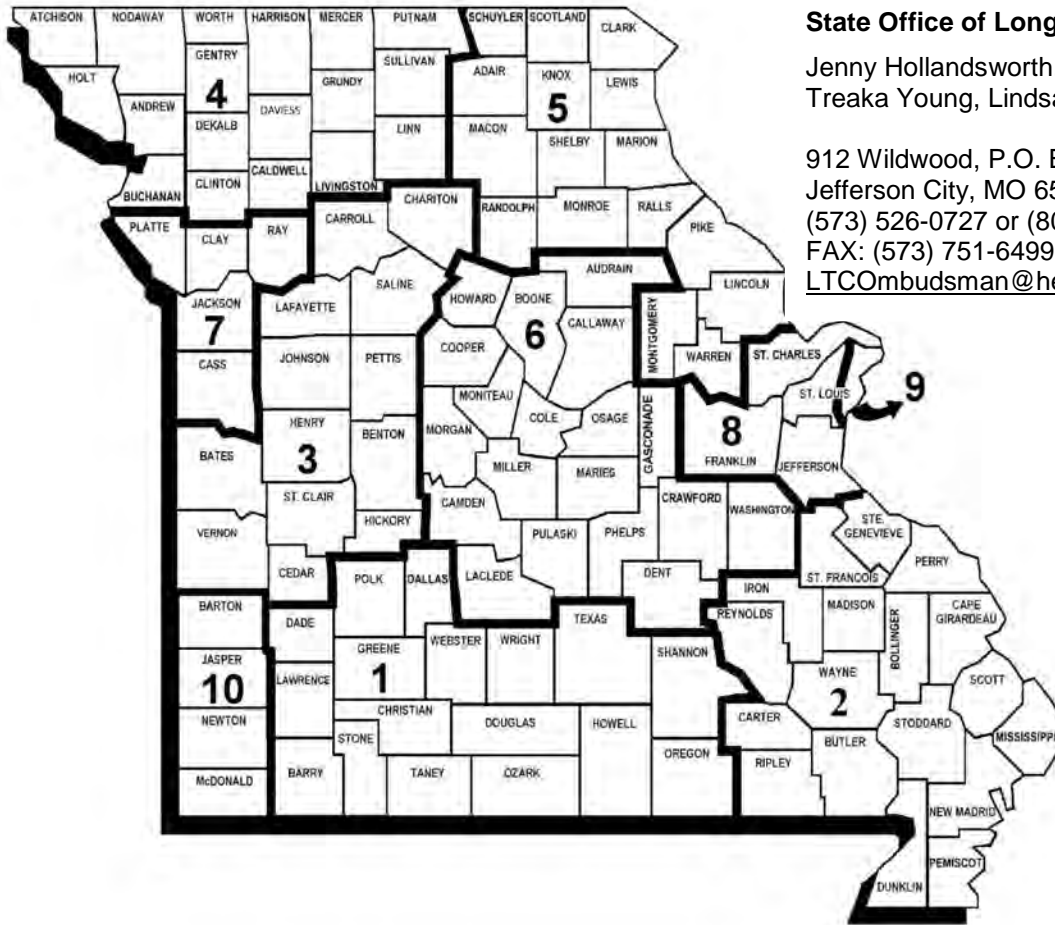 State Office of Long
Jenny Hollandsworth
Treaka Young, Lindsa
912 Wildwood, P.O. B
Jefferson City, MO 65
(573) 526-0727 or (80
FAX: (573) 751-6499
LTCOmbudsman@he
ATCHISON NODAWAY WORTH HARRISON MERCER PUTNAM SCHUYLER SCOTLAND CLARK
HOLT GENTRY SULLIVAN ADAIR KNOX LEWIS
4 GRUNDY 5
ANDREW DEKALB DAVIESS LINN MACON SHELBY MARION
BUCHANAN CLINTON CALDWELL LIVINGSTON CHARITON RANDOLPH MONROE RALLS
PLATTE CLAY RAY CARROLL PIKE
JACKSON LAFAYETTE SALINE HOWARD BOONE AUDRAIN LINCOLN
7 6 CALLAWAY MONTGOMERY WARREN ST. CHARLES
CASS JOHNSON PETTIS COOPER ST. LOUIS 9
MONITEAU COLE OSAGE GASCONADE 8
BATES HENRY BENTON MORGAN FRANKLIN JEFFERSON
3 MILLER MARIES
ST. CLAIR CAMDEN CRAWFORD WASHINGTON
VERNON HICKORY PULASKI PHELPS STE. GENEVIEVE
CEDAR POLK DALLAS LACLEDE DENT IRON ST. FRANCOIS PERRY
BARTON DADE TEXAS REYNOLDS MADISON BOLLINGER CAPE GIRARDEAU
JASPER GREENE WEBSTER WRIGHT SHANNON WAYNE SCOTT
10 LAWRENCE 1 2
NEWTON CHRISTIAN DOUGLAS HOWELL CARTER STODDARD
STONE BUTLER MISSISSIPPI
McDONALD BARRY TANEY OZARK OREGON RIPLEY
NEW MADRID
PEMISCOT
DUNKLIN